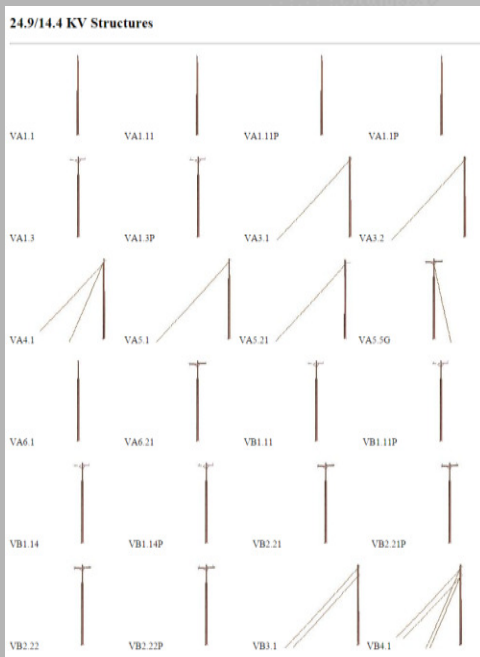 24.9/14.4 KV Structures
VA1.1 VA1.11 VA1.11P VA1.1P
VA1.3 VA1.3P VA3.1 VA3.2
VA4.1 VA5.1 VA5.21 VA5.5G
VA6.1 VA6.21 VB1.11 VB1.11P
VB1.14 VB1.14P VB2.21 VB2.21P
VB2.22 VB2.22P VB3.1 VB4.1